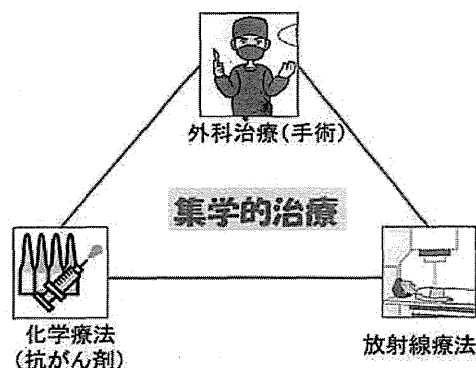 外科治療(手術)
集学的治療
化学療法
(抗がん剤)
放射線療法